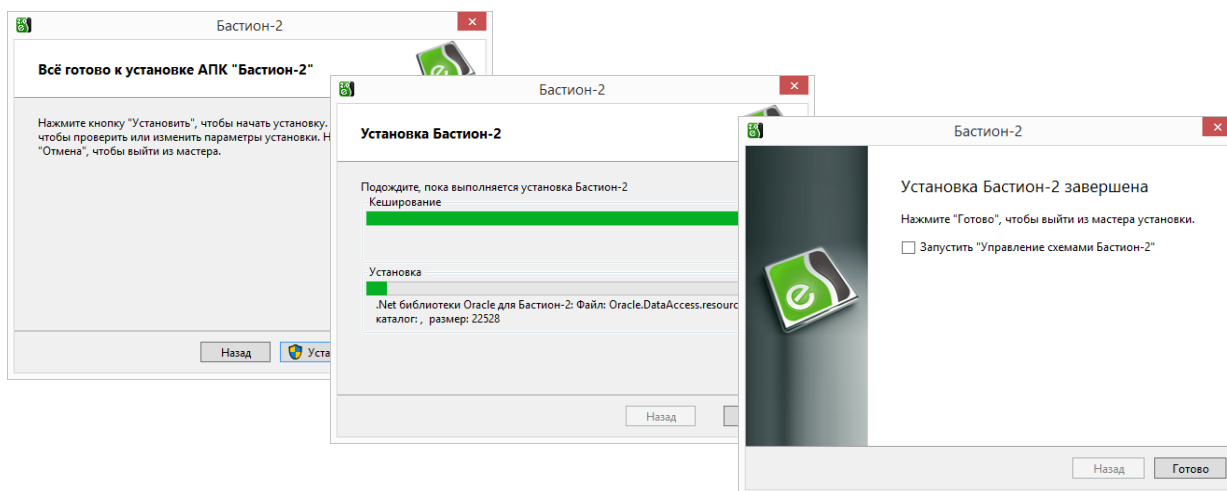 Бастион-2
Всё готово к установке АПК "Бастион-2"
Нажмите кнопку "Установить", чтобы начать установку.
чтобы проверить или изменить параметры установки. Н
"Отмена", чтобы выйти из мастера.
Назад
Уста
Бастион-2
Установка Бастион-2
Подождите, пока выполняется установка Бастион-2
Кеширование
Установка
.Net библиотеки Oracle для Бастион-2: Файл: Oracle.DataAccess.resourc
каталог: , размер: 22528
Назад
Бастион-2
Установка Бастион-2 завершена
Нажмите "Готово", чтобы выйти из мастера установки.
Запустить "Управление схемами Бастион-2"
Назад
Готово